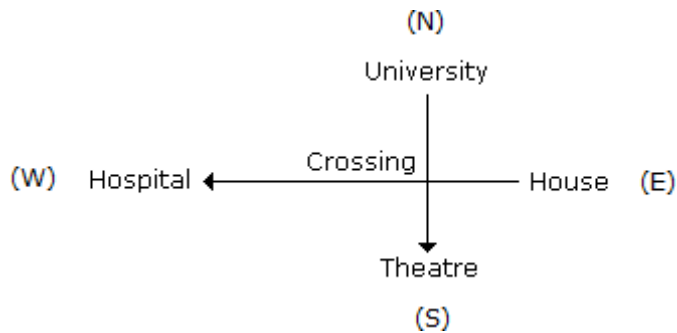 (N)
University
Crossing
(W) Hospital House (E)
Theatre
(S)